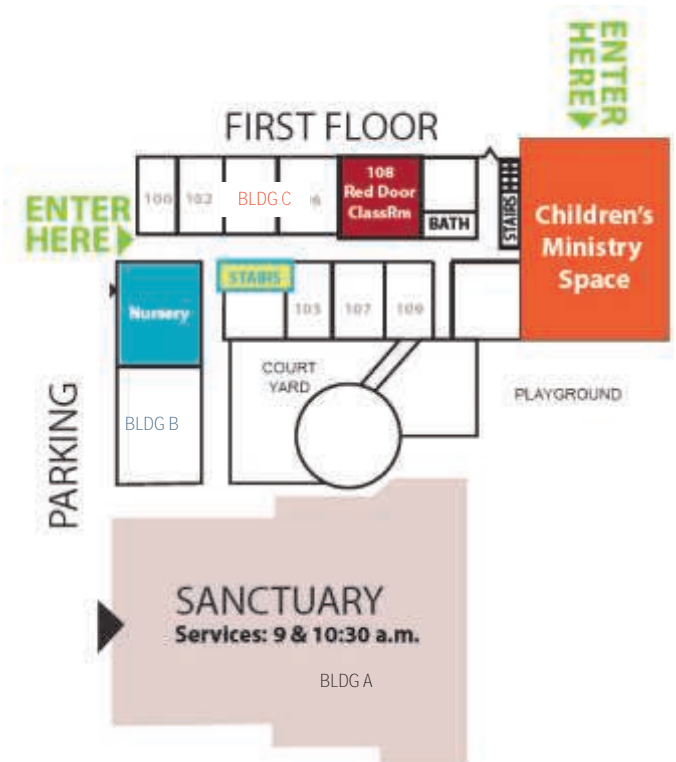 ENTER
HERE
FIRST FLOOR
100
102
BLDG C
108
Red Door
ClassRm
BATH
STAIRS
Children's
Ministry
Space
ENTER
HERE
Nursery
STAIRS
105
107
109
COURT
YARD
PLAYGROUND
BLDG B
PARKING
SANCTUARY
Services: 9 & 10:30 a.m.
BLDG A